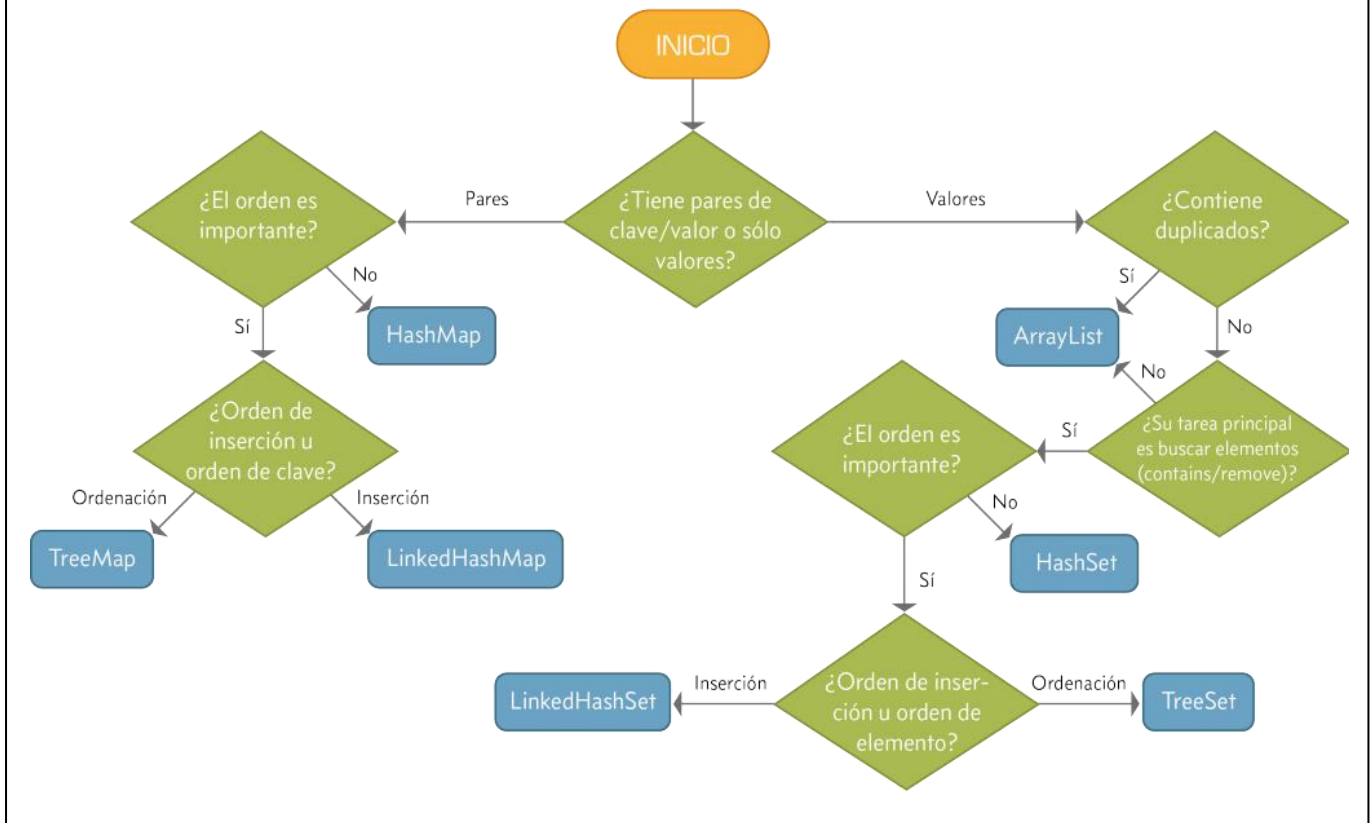 INICIO
¿El orden es
importante?
Pares
¿Tiene pares de
clave/valor o sólo
valores?
Valores
¿Contiene
duplicados?
No
HashMap
Sí
Sí
ArrayList
No
No
¿Orden de
inserción u
orden de clave?
Ordenación
Inserción
TreeMap
LinkedHashMap
¿El orden es
importante?
Sí
¿Su tarea principal
es buscar elementos
(contains/remove)?
No
HashSet
Sí
LinkedHashSet
Inserción
¿Orden de inser-
ción u orden de
elemento?
Ordenación
TreeSet